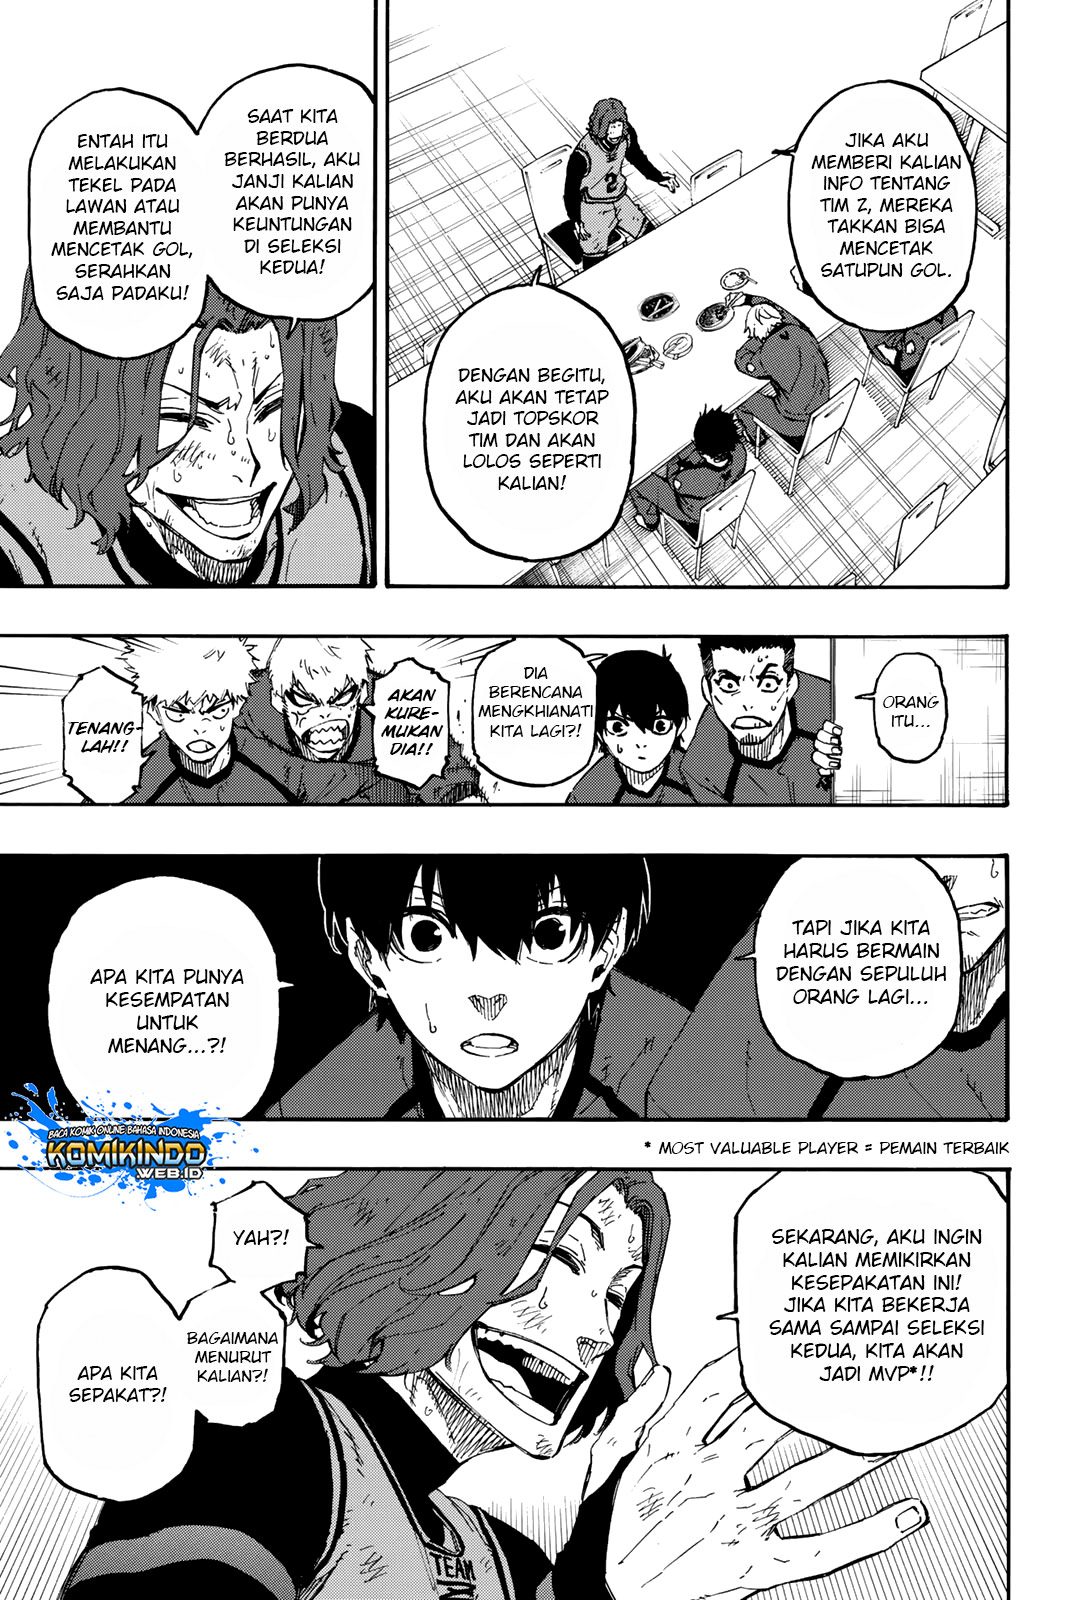 JIKA AKU
MEMBERI KALIAN
INFO TENTANG
TIM Z, MEREKA
TAKKAN BISA
MENCETAK
SATUPUN GOL.
2
DENGAN BEGITU,
AKU AKAN TETAP
JADI TOPSKOR
TIM DAN AKAN
LOLOS SEPERTI
KALIAN!
SAAT KITA
BERDUA
BERHASIL, AKU
JANJI KALIAN
AKAN PUNYA
KEUNTUNGAN
DI SELEKSI
KEDUA!
ENTAH ITU
MELAKUKAN
TEKEL PADA
LAWAN ATAU
MEMBANTU
MENCETAK GOL,
SERAHKAN
SAJA PADAKU!
ORANG
ITU...
DIA
BERENCANA
MENGKHIANATI
KITA LAGI?!
AKAN
KURE-
MUKAN
DIA!!
TENANG-
LAH!!
TAPI JIKA KITA
HARUS BERMAIN
DENGAN SEPULUH
ORANG LAGI...
APA KITA PUNYA
KESEMPATAN
UNTUK
MENANG...?!
BACA KOMIK ONLINE BAHASA INDONESIA
KOMIKINDO
WEB.ID
* MOST VALUABLE PLAYER = PEMAIN TERBAIK
SEKARANG, AKU INGIN
KALIAN MEMIKIRKAN
KESEPAKATAN INI!
JIKA KITA BEKERJA
SAMA SAMPAI SELEKSI
KEDUA, KITA AKAN
JADI MVP*!!
YAH?!
BAGAIMANA
MENURUT
KALIAN?!
APA KITA
SEPAKAT?!
TEAM